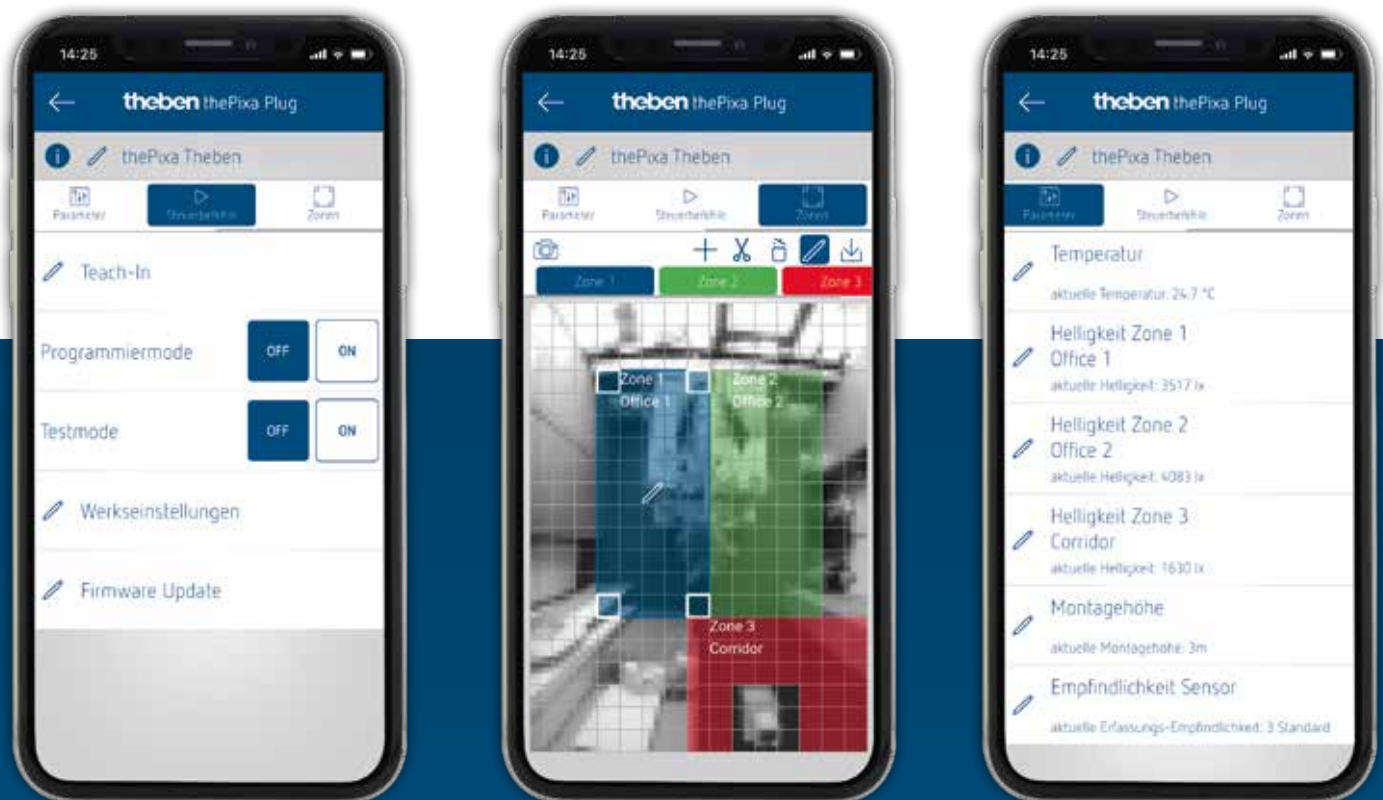 14:25
theben thePixa Plug
thePixa Theben
Parameter
Steuerbefehle
Zonen
Teach-In
Programmiermode
OFF
ON
Testmode
OFF
ON
Werkseinstellungen
Firmware Update
14:25
theben thePixa Plug
thePixa Theben
Parameter
Steuerbefehle
Zonen
Zone 1
Zone 2
Zone 3
Zone 1
Office 1
Zone 2
Office 2
Zone 3
Corridor
14:25
theben thePixa Plug
thePixa Theben
Parameter
Steuerbefehle
Zonen
Temperatur
aktuelle Temperatur: 24.7 °C
Helligkeit Zone 1
Office 1
aktuelle Helligkeit: 3517 lx
Helligkeit Zone 2
Office 2
aktuelle Helligkeit: 4083 lx
Helligkeit Zone 3
Corridor
aktuelle Helligkeit: 1630 lx
Montagehöhe
aktuelle Montagehöhe: 3m
Empfindlichkeit Sensor
aktuelle Erfassungs-Empfindlichkeit: 3 Standard